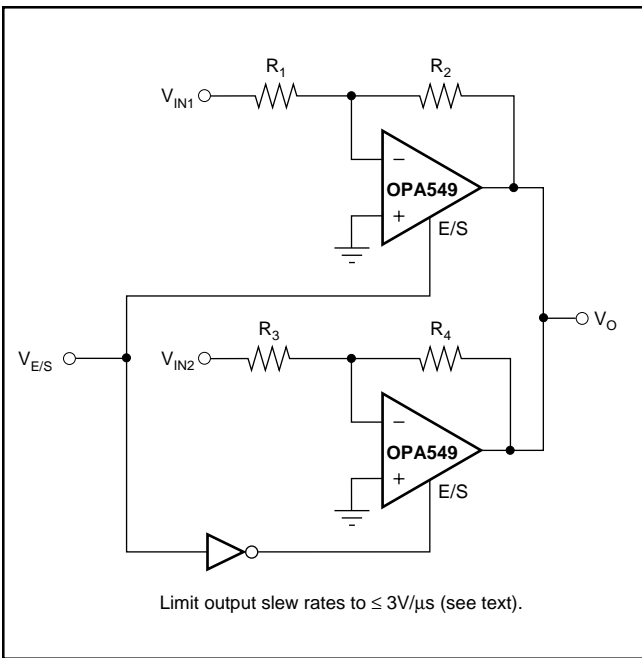 R1 R2
VIN1
−
OPA549
+
E/S
R3 R4
VE/S VIN2 VO
−
OPA549
+
E/S
Limit output slew rates to ≤ 3V/µs (see text).